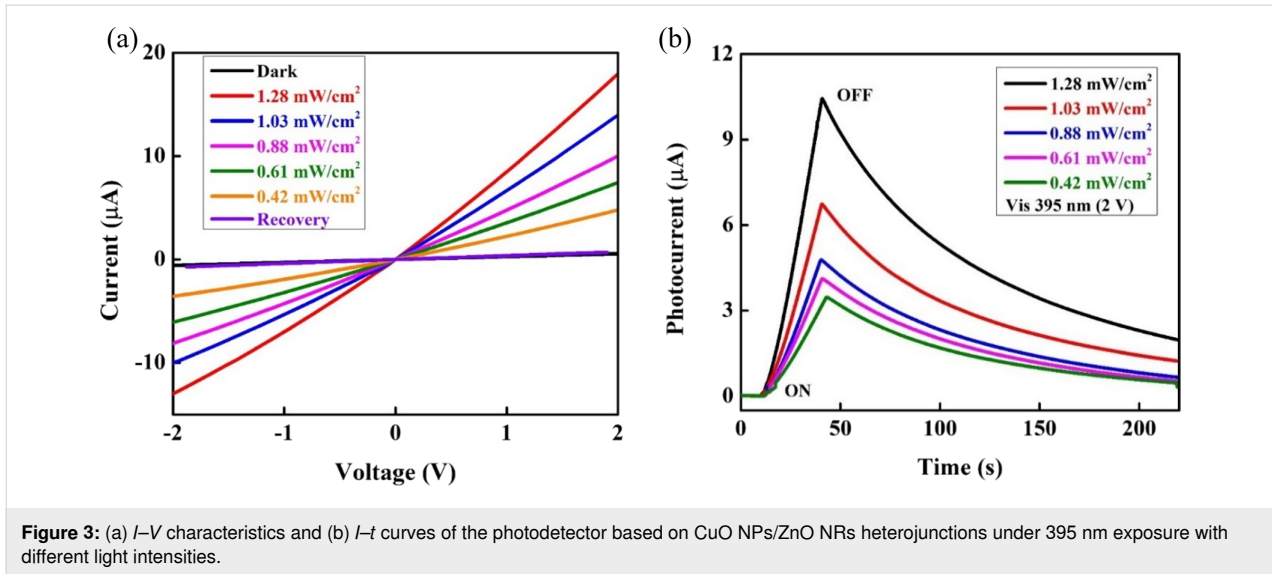 (a)
20
10
0
-10
-2
-1
0
1
2
Current (μA)
Voltage (V)
Dark
1.28 mW/cm²
1.03 mW/cm²
0.88 mW/cm²
0.61 mW/cm²
0.42 mW/cm²
Recovery
(b)
12
9
6
3
0
0
50
100
150
200
Photocurrent (μA)
Time (s)
OFF
ON
1.28 mW/cm²
1.03 mW/cm²
0.88 mW/cm²
0.61 mW/cm²
0.42 mW/cm²
Vis 395 nm (2 V)
Figure 3: (a) I–V characteristics and (b) I–t curves of the photodetector based on CuO NPs/ZnO NRs heterojunctions under 395 nm exposure with
different light intensities.